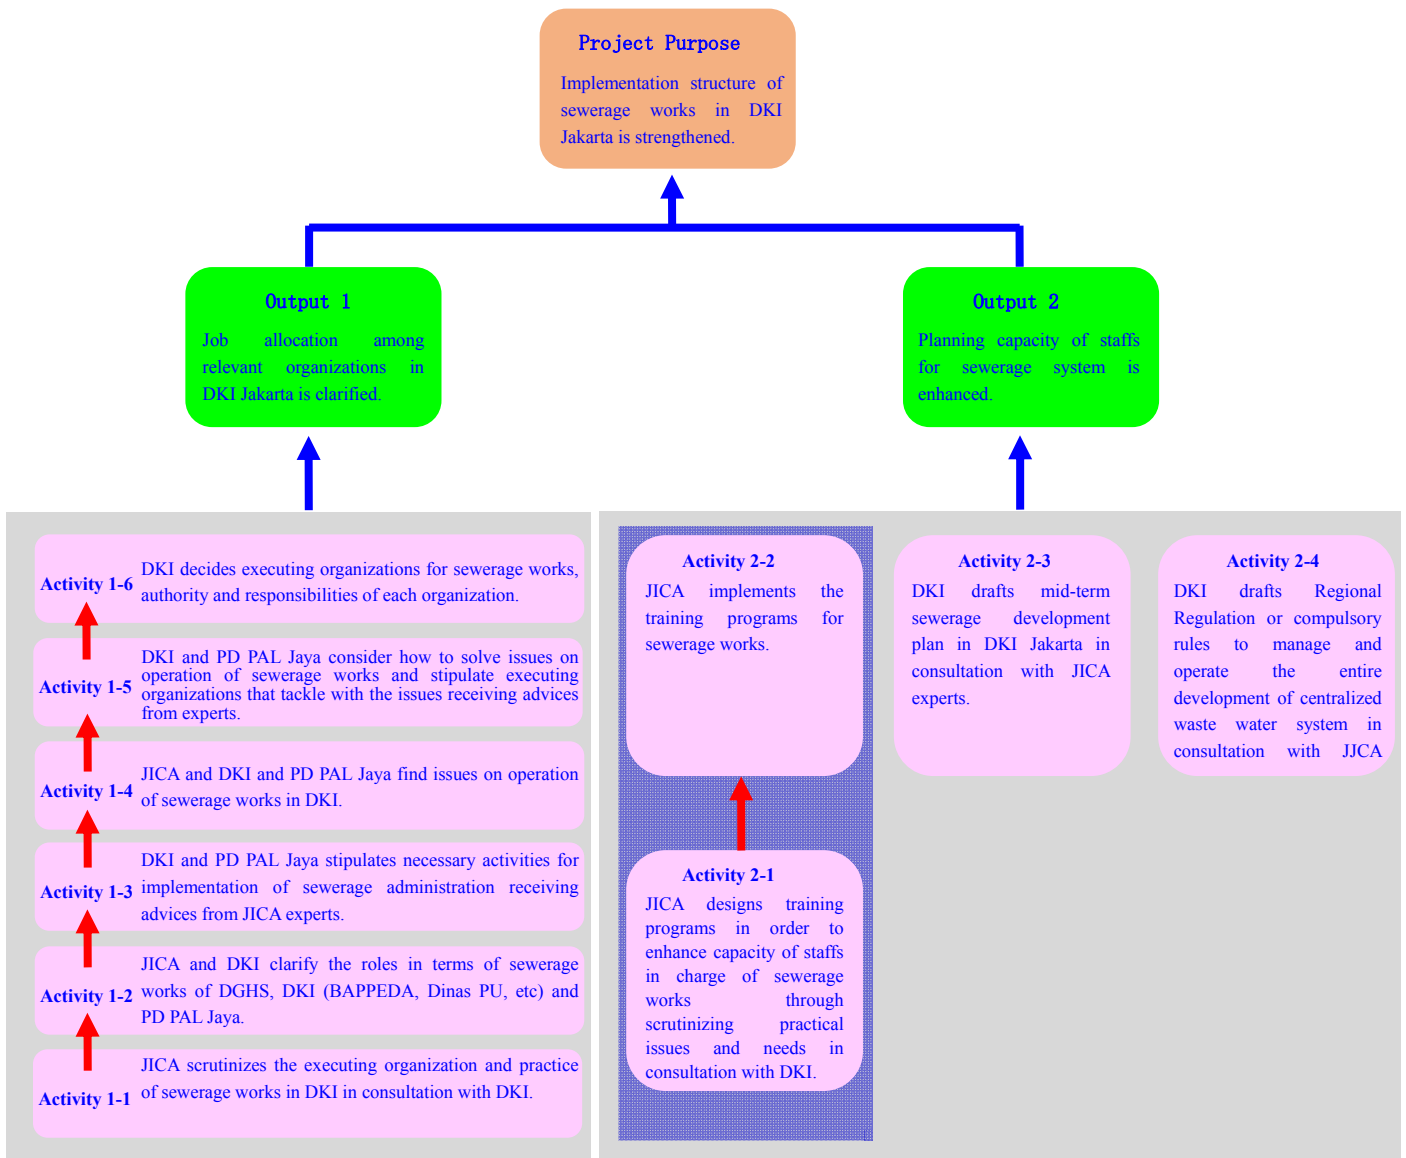 Project Purpose
Implementation structure of
sewerage works in DKI
Jakarta is strengthened.
Output 1
Job allocation among
relevant organizations in
DKI Jakarta is clarified.
Output 2
Planning capacity of staffs
for sewerage system is
enhanced.
Activity 1-6
DKI decides executing organizations for sewerage works,
authority and responsibilities of each organization.
Activity 1-5
DKI and PD PAL Jaya consider how to solve issues on
operation of sewerage works and stipulate executing
organizations that tackle with the issues receiving advices
from experts.
Activity 1-4
JICA and DKI and PD PAL Jaya find issues on operation
of sewerage works in DKI.
Activity 1-3
DKI and PD PAL Jaya stipulates necessary activities for
implementation of sewerage administration receiving
advices from JICA experts.
Activity 1-2
JICA and DKI clarify the roles in terms of sewerage
works of DGHS, DKI (BAPPEDA, Dinas PU, etc) and
PD PAL Jaya.
Activity 1-1
JICA scrutinizes the executing organization and practice
of sewerage works in DKI in consultation with DKI.
Activity 2-2
JICA implements the
training programs for
sewerage works.
Activity 2-1
JICA designs training
programs in order to
enhance capacity of staffs
in charge of sewerage
works through
scrutinizing practical
issues and needs in
consultation with DKI.
Activity 2-3
DKI drafts mid-term
sewerage development
plan in DKI Jakarta in
consultation with JICA
experts.
Activity 2-4
DKI drafts Regional
Regulation or compulsory
rules to manage and
operate the entire
development of centralized
waste water system in
consultation with JJCA